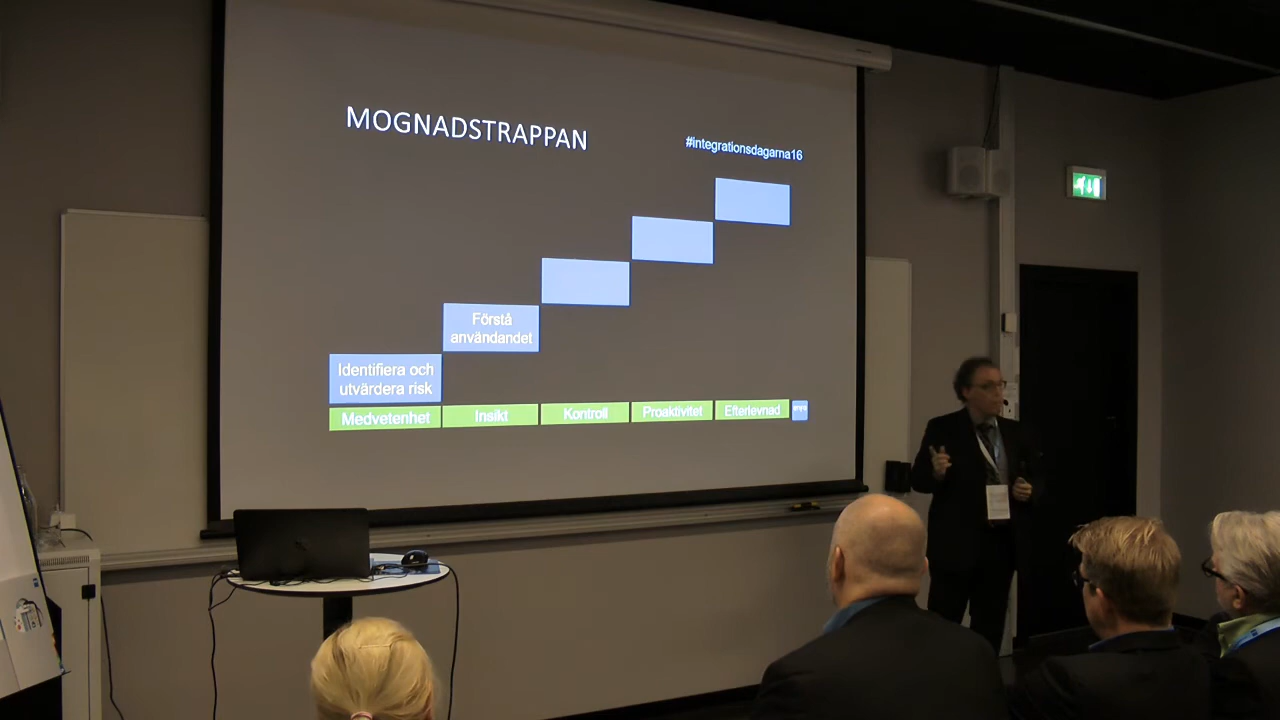 MOGNADSTRAPPAN
#integrationsdagarna16
Förstå
användandet
Identifiera och
utvärdera risk
Medvetenhet
Insikt
Kontroll
Proaktivitet
Efterlevnad